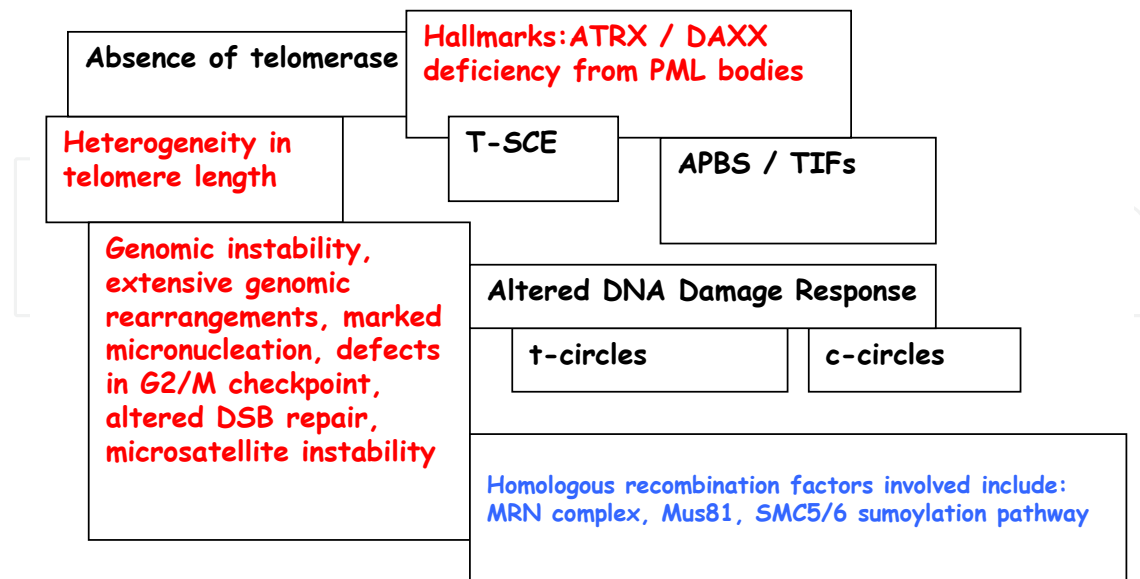 Absence of telomerase
Hallmarks:ATRX / DAXX
deficiency from PML bodies
Heterogeneity in
telomere length
T-SCE
APBS / TIFs
Genomic instability,
extensive genomic
rearrangements, marked
micronucleation, defects
in G2/M checkpoint,
altered DSB repair,
microsatellite instability
Altered DNA Damage Response
t-circles
c-circles
Homologous recombination factors involved include:
MRN complex, Mus81, SMC5/6 sumoylation pathway